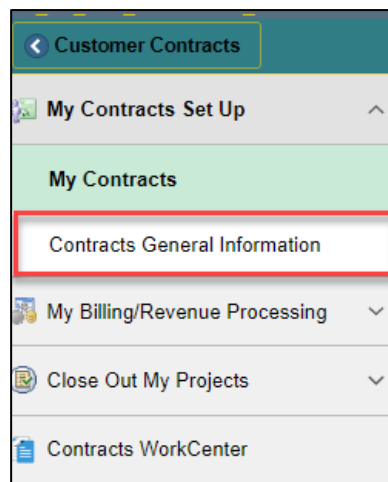 Customer Contracts
My Contracts Set Up
My Contracts
Contracts General Information
My Billing/Revenue Processing
Close Out My Projects
Contracts WorkCenter